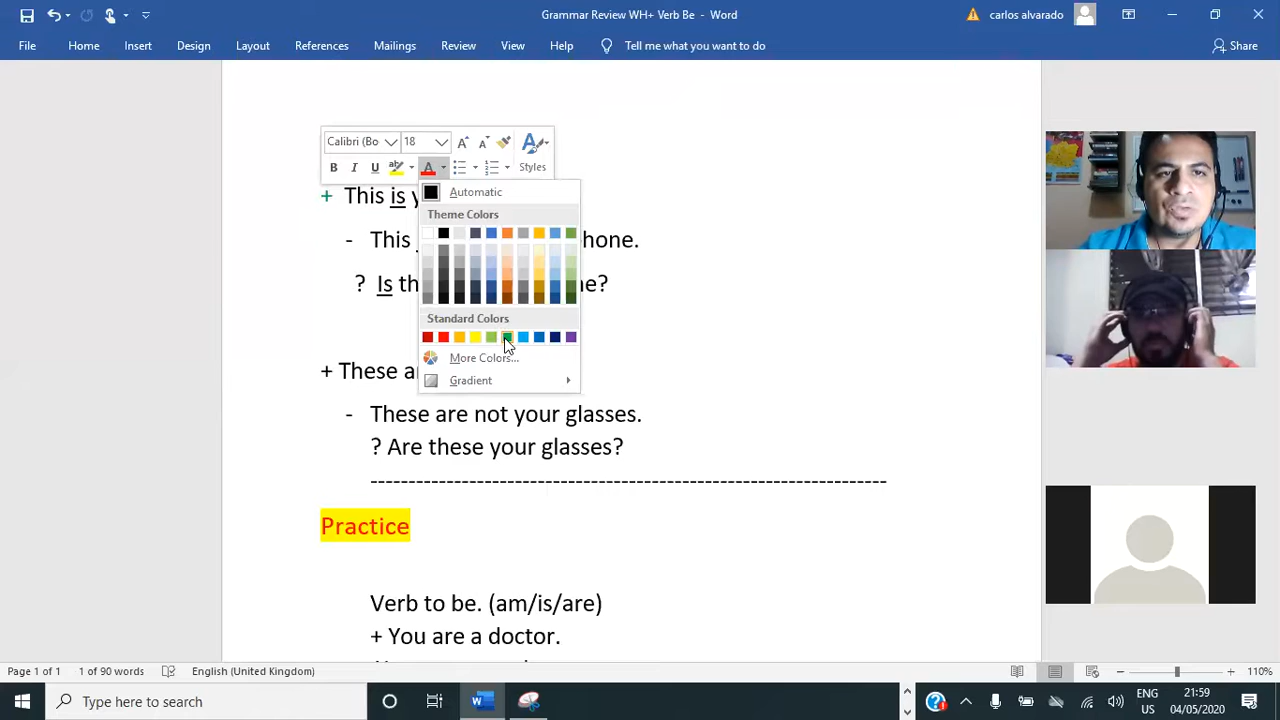 Grammar Review WH+ Verb Be - Word
carlos alvarado
File Home Insert Design Layout References Mailings Review View Help Tell me what you want to do Share
Calibri (Bo 18
B I U aby A Styles
+ This is
Automatic
Theme Colors
- This hone.
? Is th e?
Standard Colors
More Colors...
+ These a
Gradient
- These are not your glasses.
? Are these your glasses?
--------------------------------------------------------------------
Practice
Verb to be. (am/is/are)
+ You are a doctor.
Page 1 of 1 1 of 90 words English (United Kingdom) 110%
Type here to search ENG 21:59
US 04/05/2020